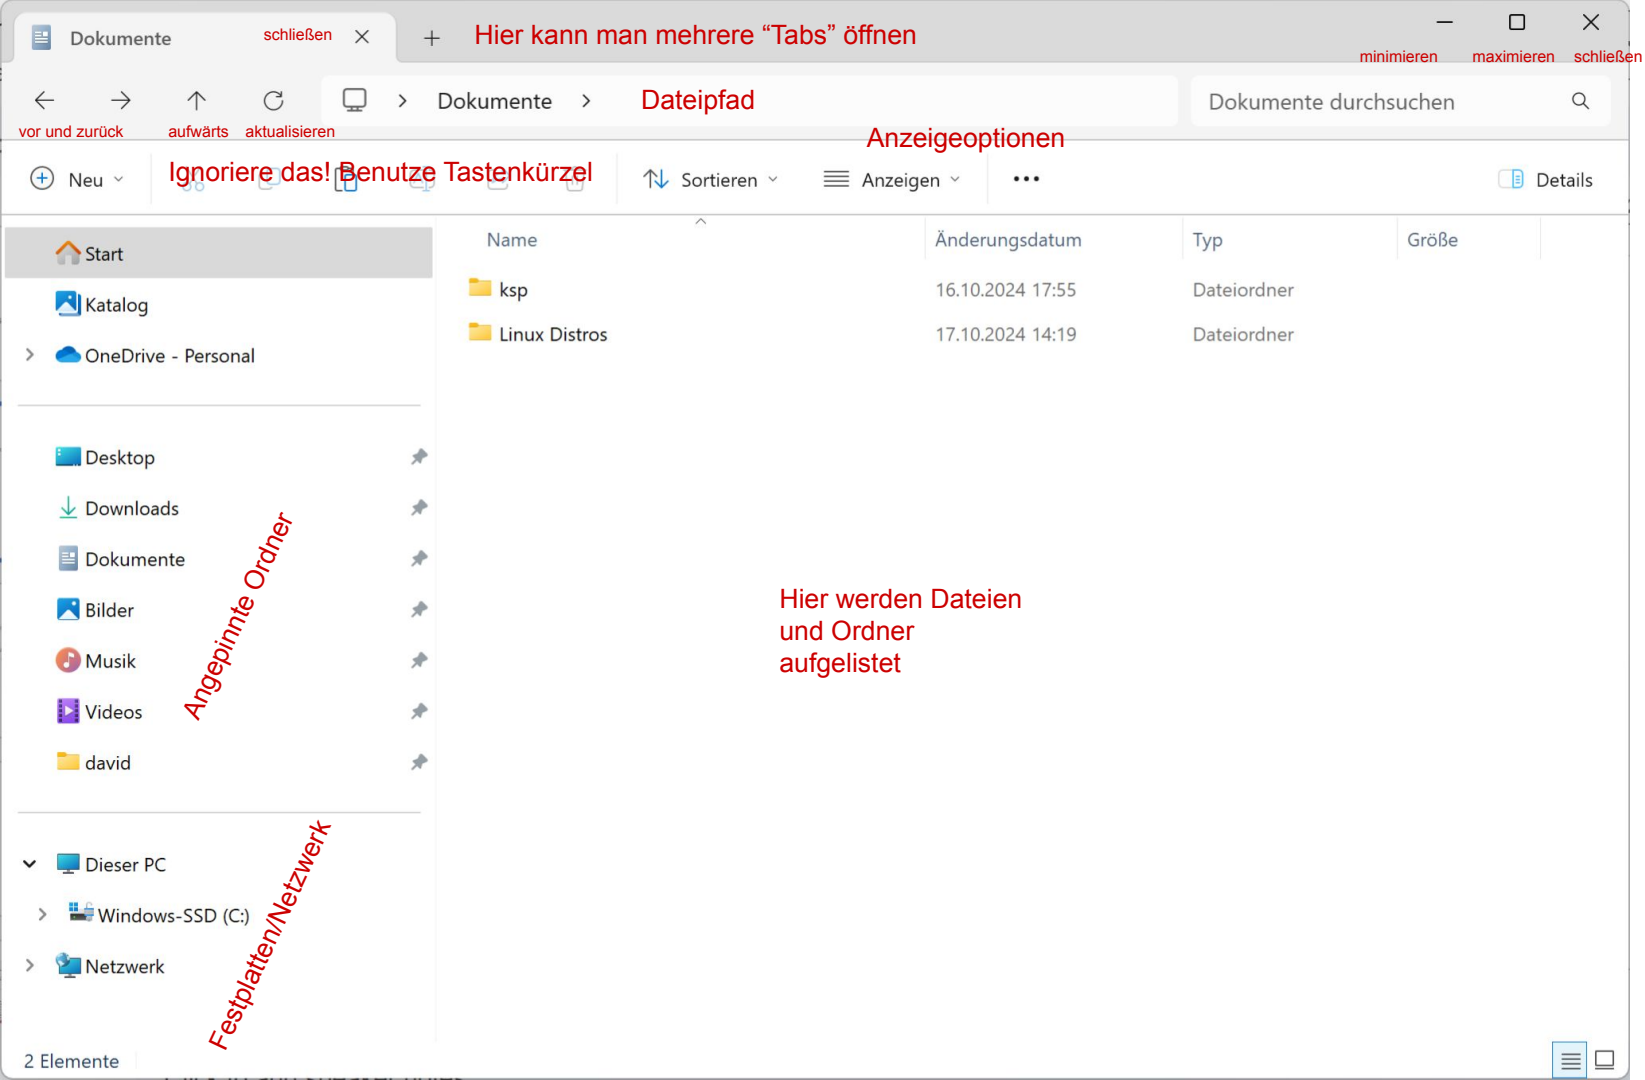 Dokumente schließen Hier kann man mehrere “Tabs” öffnen
minimieren maximieren schließen
Dokumente Dateipfad Dokumente durchsuchen
vor und zurück aufwärts aktualisieren
Anzeigeoptionen
Neu Ignoriere das! Benutze Tastenkürzel Sortieren Anzeigen Details
Name Änderungsdatum Typ Größe
Start
ksp 16.10.2024 17:55 Dateiordner
Katalog
Linux Distros 17.10.2024 14:19 Dateiordner
OneDrive - Personal
Desktop
Downloads
Dokumente
Bilder
Musik
Videos
david
Angepinnte Ordner
Hier werden Dateien
und Ordner
aufgelistet
Dieser PC
Windows-SSD (C:)
Netzwerk
Festplatten/Netzwerk
2 Elemente